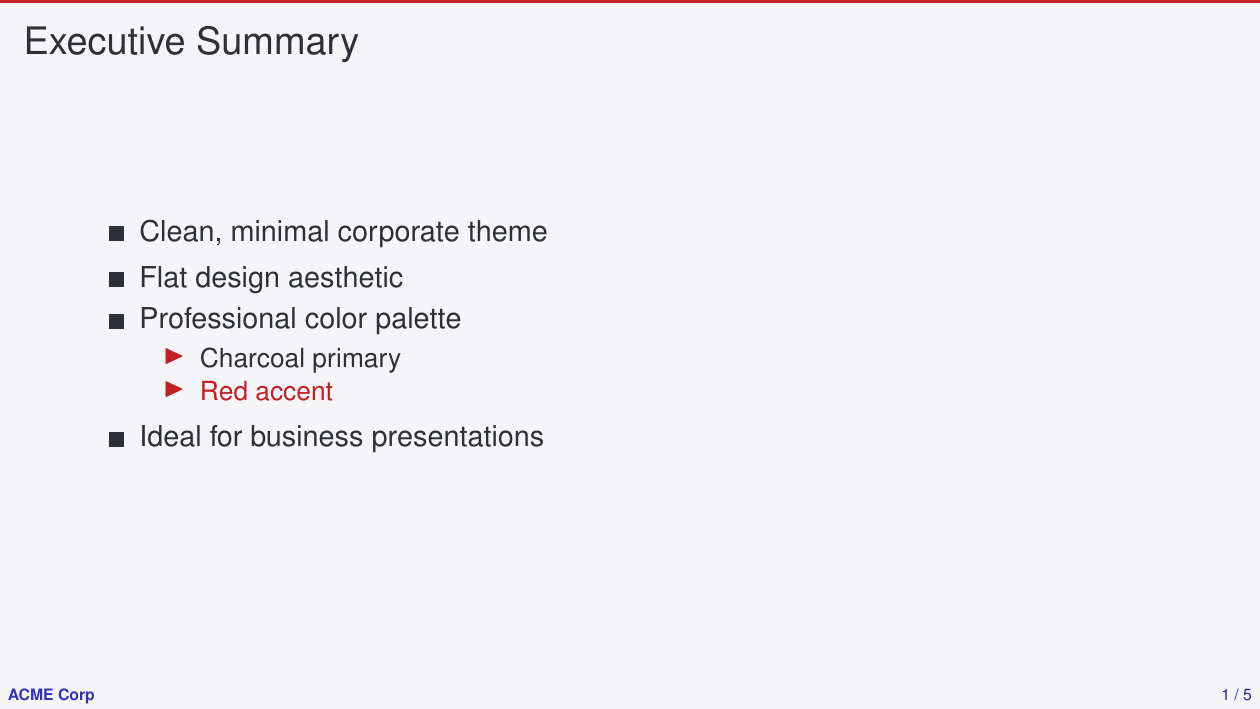 Executive Summary
Clean, minimal corporate theme
Flat design aesthetic
Professional color palette
Charcoal primary
Red accent
Ideal for business presentations
ACME Corp
1 / 5